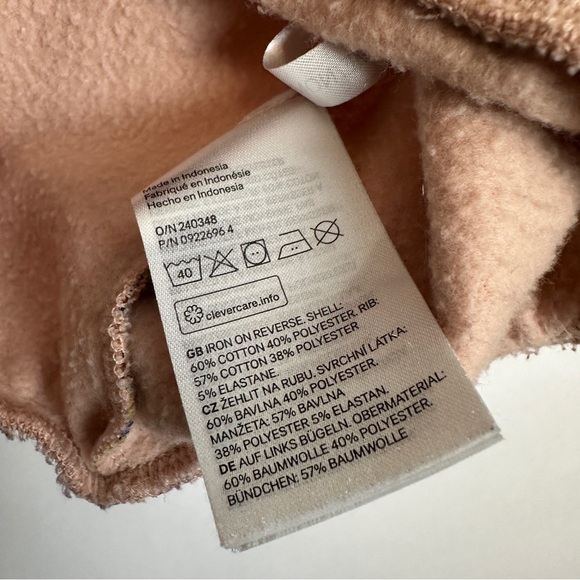 Made in Indonesia
Fabriqué en Indonésie
Hecho en Indonesia
O/N 240348
P/N 0922696 4
40
clevercare.info
GB IRON ON REVERSE. SHELL:
60% COTTON 40% POLYESTER. RIB:
57% COTTON 38% POLYESTER
5% ELASTANE.
CZ ŽEHLIT NA RUBU. SVRCHNÍ LÁTKA:
60% BAVLNA 40% POLYESTER.
MANŽETA: 57% BAVLNA
38% POLYESTER 5% ELASTAN.
DE AUF LINKS BÜGELN. OBERMATERIAL:
60% BAUMWOLLE 40% POLYESTER.
BÜNDCHEN: 57% BAUMWOLLE